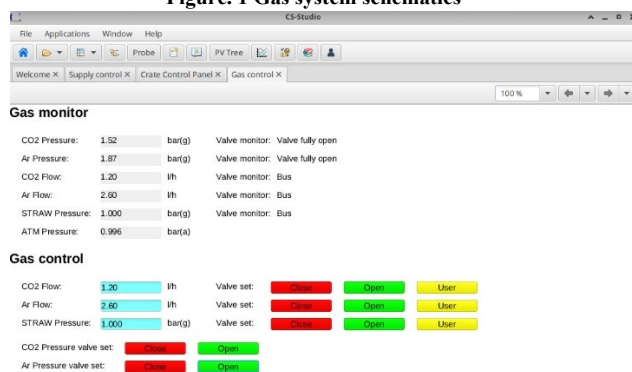 Figure. 1 Gas system schematics
CS-Studio
File Applications Window Help
Probe PV Tree
Welcome × Supply control × Crate Control Panel × Gas control ×
100 %
Gas monitor
CO2 Pressure: 1.52 bar(g) Valve monitor: Valve fully open
Ar Pressure: 1.87 bar(g) Valve monitor: Valve fully open
CO2 Flow: 1.20 l/h Valve monitor: Bus
Ar Flow: 2.60 l/h Valve monitor: Bus
STRAW Pressure: 1.000 bar(g) Valve monitor: Bus
ATM Pressure: 0.996 bar(a)
Gas control
CO2 Flow: 1.20 l/h Valve set: Close Open User
Ar Flow: 2.60 l/h Valve set: Close Open User
STRAW Pressure: 1.000 bar(g) Valve set: Close Open User
CO2 Pressure valve set: Close Open
Ar Pressure valve set: Close Open